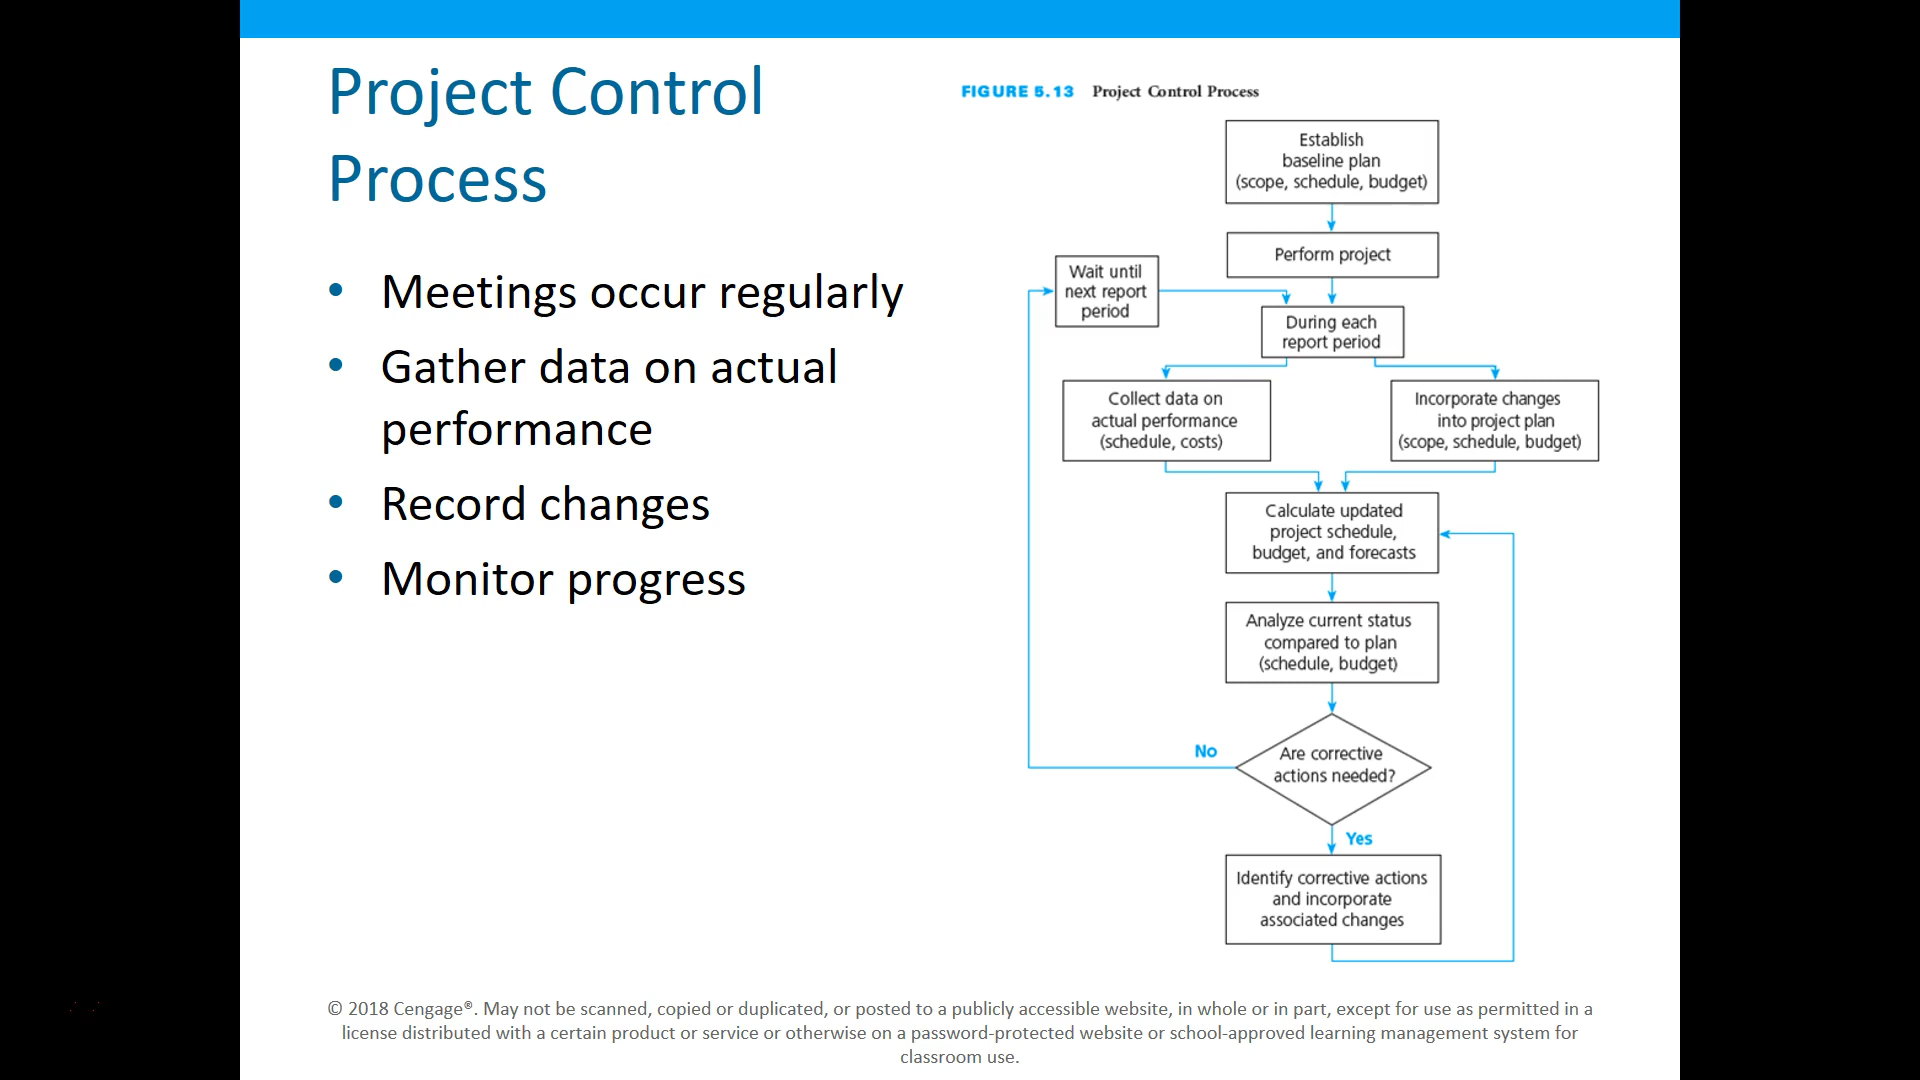 Project Control
Process
• Meetings occur regularly
• Gather data on actual
performance
• Record changes
• Monitor progress
FIGURE 5.13 Project Control Process
Establish
baseline plan
(scope, schedule, budget)
Perform project
Wait until
next report
period
During each
report period
Collect data on
actual performance
(schedule, costs)
Incorporate changes
into project plan
(scope, schedule, budget)
Calculate updated
project schedule,
budget, and forecasts
Analyze current status
compared to plan
(schedule, budget)
Are corrective
actions needed?
No
Yes
Identify corrective actions
and incorporate
associated changes
© 2018 Cengage®. May not be scanned, copied or duplicated, or posted to a publicly accessible website, in whole or in part, except for use as permitted in a
license distributed with a certain product or service or otherwise on a password-protected website or school-approved learning management system for
classroom use.